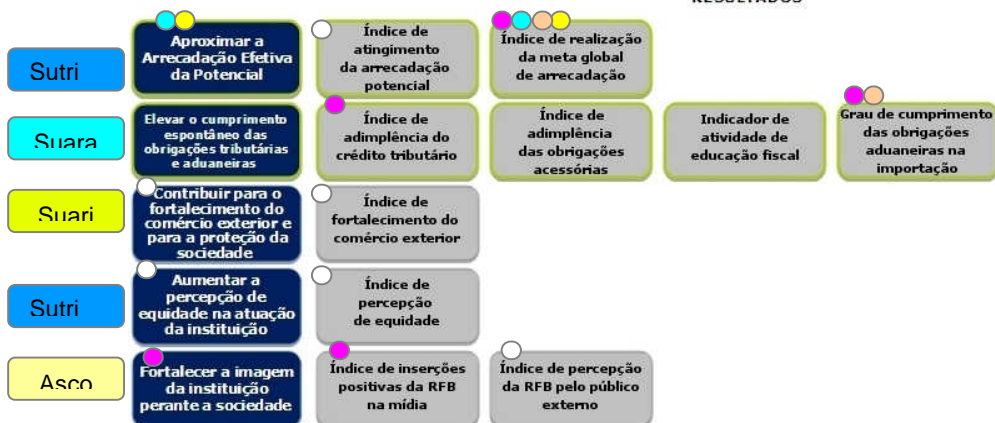 RESULTADOS
Sutri
Aproximar a
Arrecadação Efetiva
da Potencial
Índice de
atingimento
da arrecadação
potencial
Índice de realização
da meta global
de arrecadação
Suara
Elevar o cumprimento
espontâneo das
obrigações tributárias
e aduaneiras
Índice de
adimplência do
crédito tributário
Índice de
adimplência
das obrigações
acessórias
Indicador de
atividade de
educação fiscal
Grau de cumprimento
das obrigações
aduaneiras na
importação
Suari
Contribuir para o
fortalecimento do
comércio exterior e
para a proteção da
sociedade
Índice de
fortalecimento do
comércio exterior
Sutri
Aumentar a
percepção de
equidade na atuação
da instituição
Índice de
percepção
de equidade
Asco
Fortalecer a imagem
da instituição
perante a sociedade
Índice de inserções
positivas da RFB
na mídia
Índice de percepção
da RFB pelo público
externo